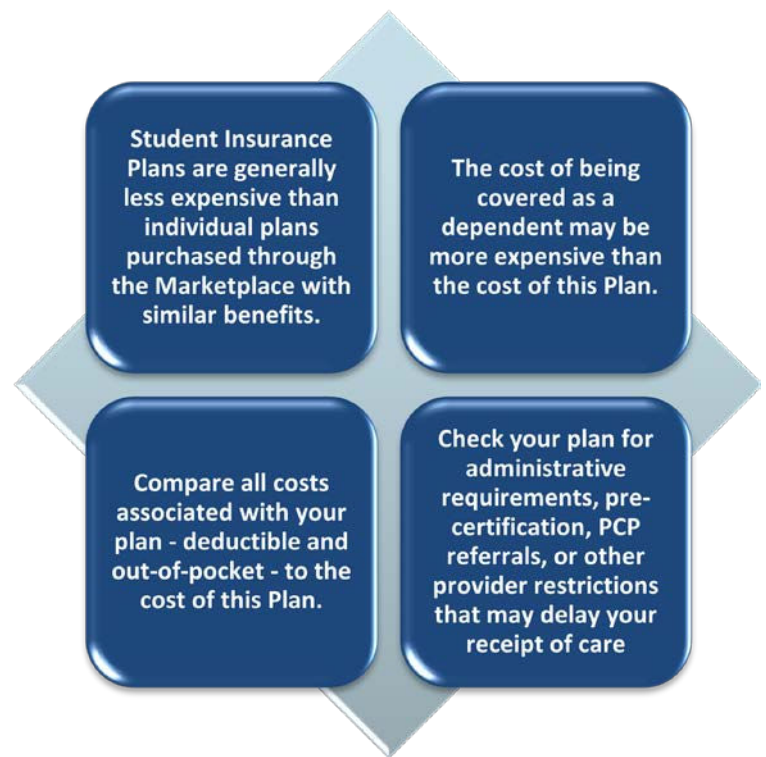 Student Insurance
Plans are generally
less expensive than
individual plans
purchased through
the Marketplace with
similar benefits.
The cost of being
covered as a
dependent may be
more expensive than
the cost of this Plan.
Compare all costs
associated with your
plan - deductible and
out-of-pocket - to the
cost of this Plan.
Check your plan for
administrative
requirements, pre-
certification, PCP
referrals, or other
provider restrictions
that may delay your
receipt of care